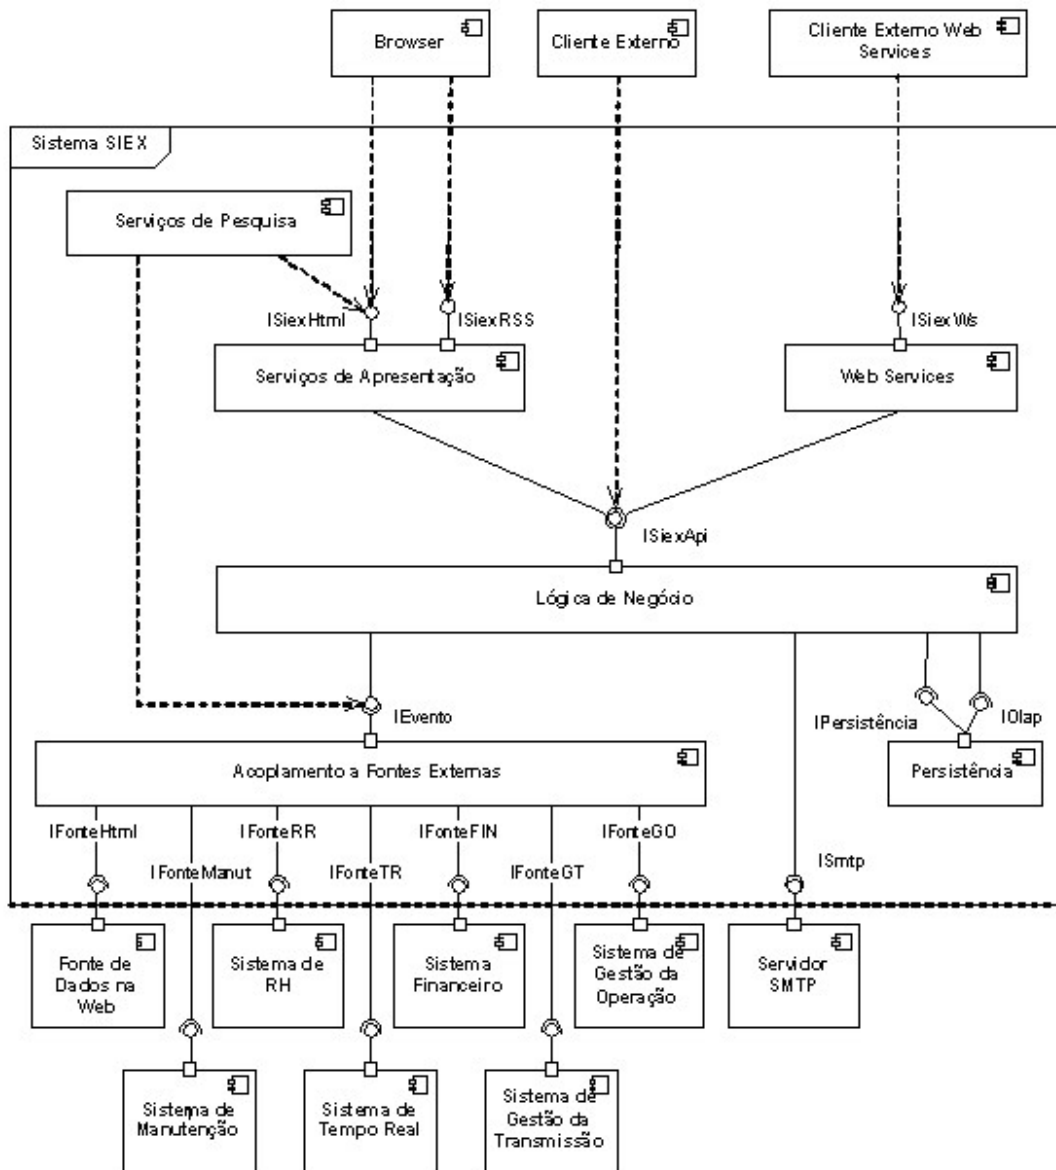 Browser
Cliente Externo
Cliente Externo Web
Services
Sistema SIEX
Serviços de Pesquisa
ISiexHtml
ISiexRSS
ISiexWs
Serviços de Apresentação
Web Services
ISiexApi
Lógica de Negócio
IEvento
IPersistência
IOlap
Acoplamento a Fontes Externas
Persistência
IFonteHtml
IFonteRR
IFonteFIN
IFonteGO
IFonteManut
IFonteTR
IFonteGT
ISmtp
Fonte de
Dados na
Web
Sistema de
RH
Sistema
Financeiro
Sistema de
Gestão da
Operação
Servidor
SMTP
Sistema de
Manutenção
Sistema de
Tempo Real
Sistema de
Gestão da
Transmissão